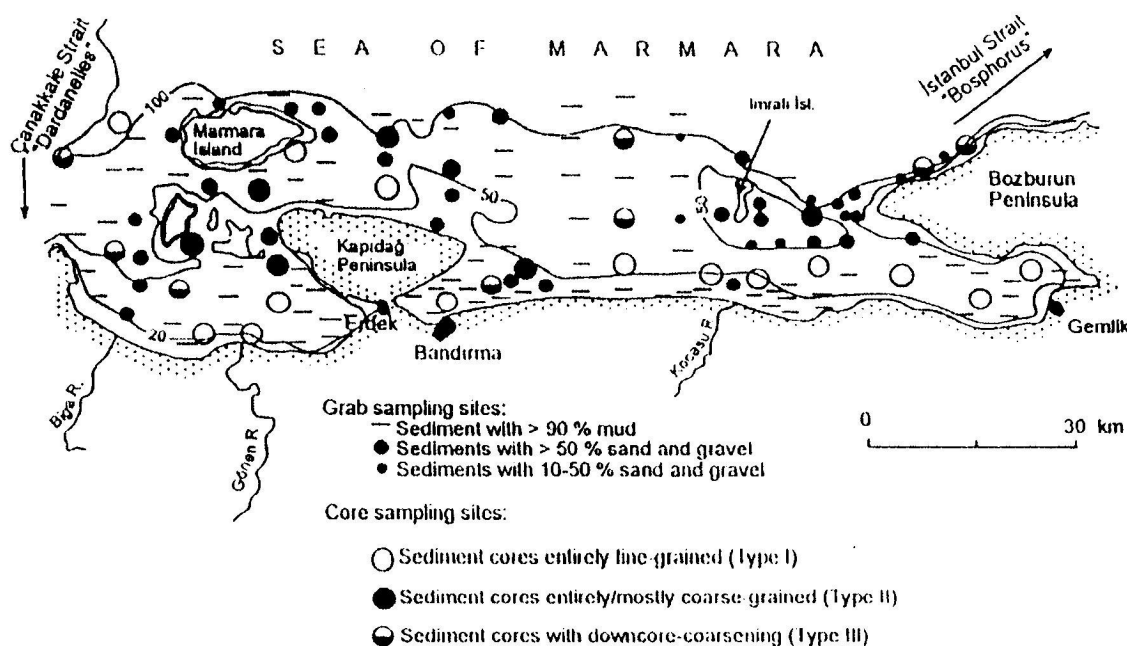 SEA OF MARMARA
Çanakkale Strait
"Dardanelles"
İstanbul Strait
"Bosphorus"
100
Marmara
Island
Imralı Isl.
50
50
Bozburun
Peninsula
Kapıdağ
Peninsula
20
Erdek
Bandırma
Gemlik
Biga R.
Gönen R
Kocasu R.
Grab sampling sites:
Sediment with > 90 % mud
Sediments with > 50 % sand and gravel
Sediments with 10-50 % sand and gravel
0 30 km
Core sampling sites:
Sediment cores entirely fine-grained (Type I)
Sediment cores entirely/mostly coarse-grained (Type II)
Sediment cores with downcore-coarsening (Type III)